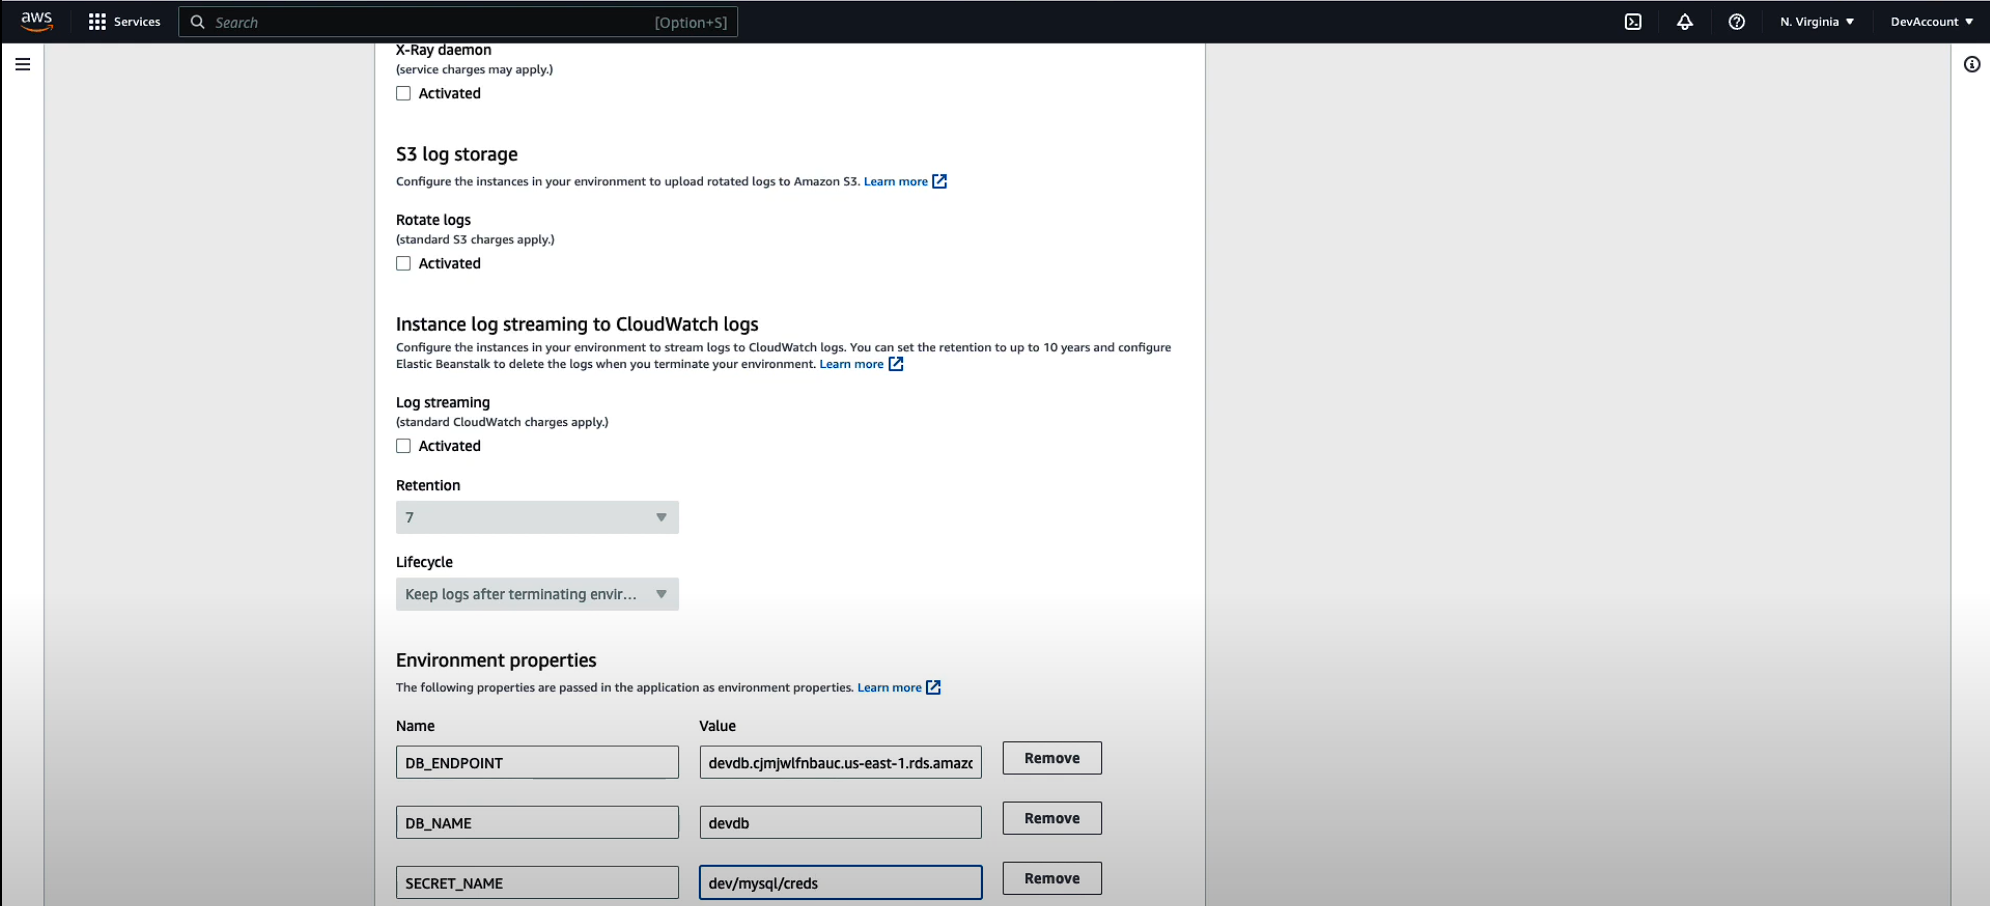 aws
Services
Search
[Option+S]
N. Virginia
DevAccount
X-Ray daemon
(service charges may apply.)
Activated
S3 log storage
Configure the instances in your environment to upload rotated logs to Amazon S3. Learn more
Rotate logs
(standard S3 charges apply.)
Activated
Instance log streaming to CloudWatch logs
Configure the instances in your environment to stream logs to CloudWatch logs. You can set the retention to up to 10 years and configure
Elastic Beanstalk to delete the logs when you terminate your environment. Learn more
Log streaming
(standard CloudWatch charges apply.)
Activated
Retention
7
Lifecycle
Keep logs after terminating envir...
Environment properties
The following properties are passed in the application as environment properties. Learn more
Name Value
DB_ENDPOINT devdb.cjmjwlfnbauc.us-east-1.rds.amazc Remove
DB_NAME devdb Remove
SECRET_NAME dev/mysql/creds Remove